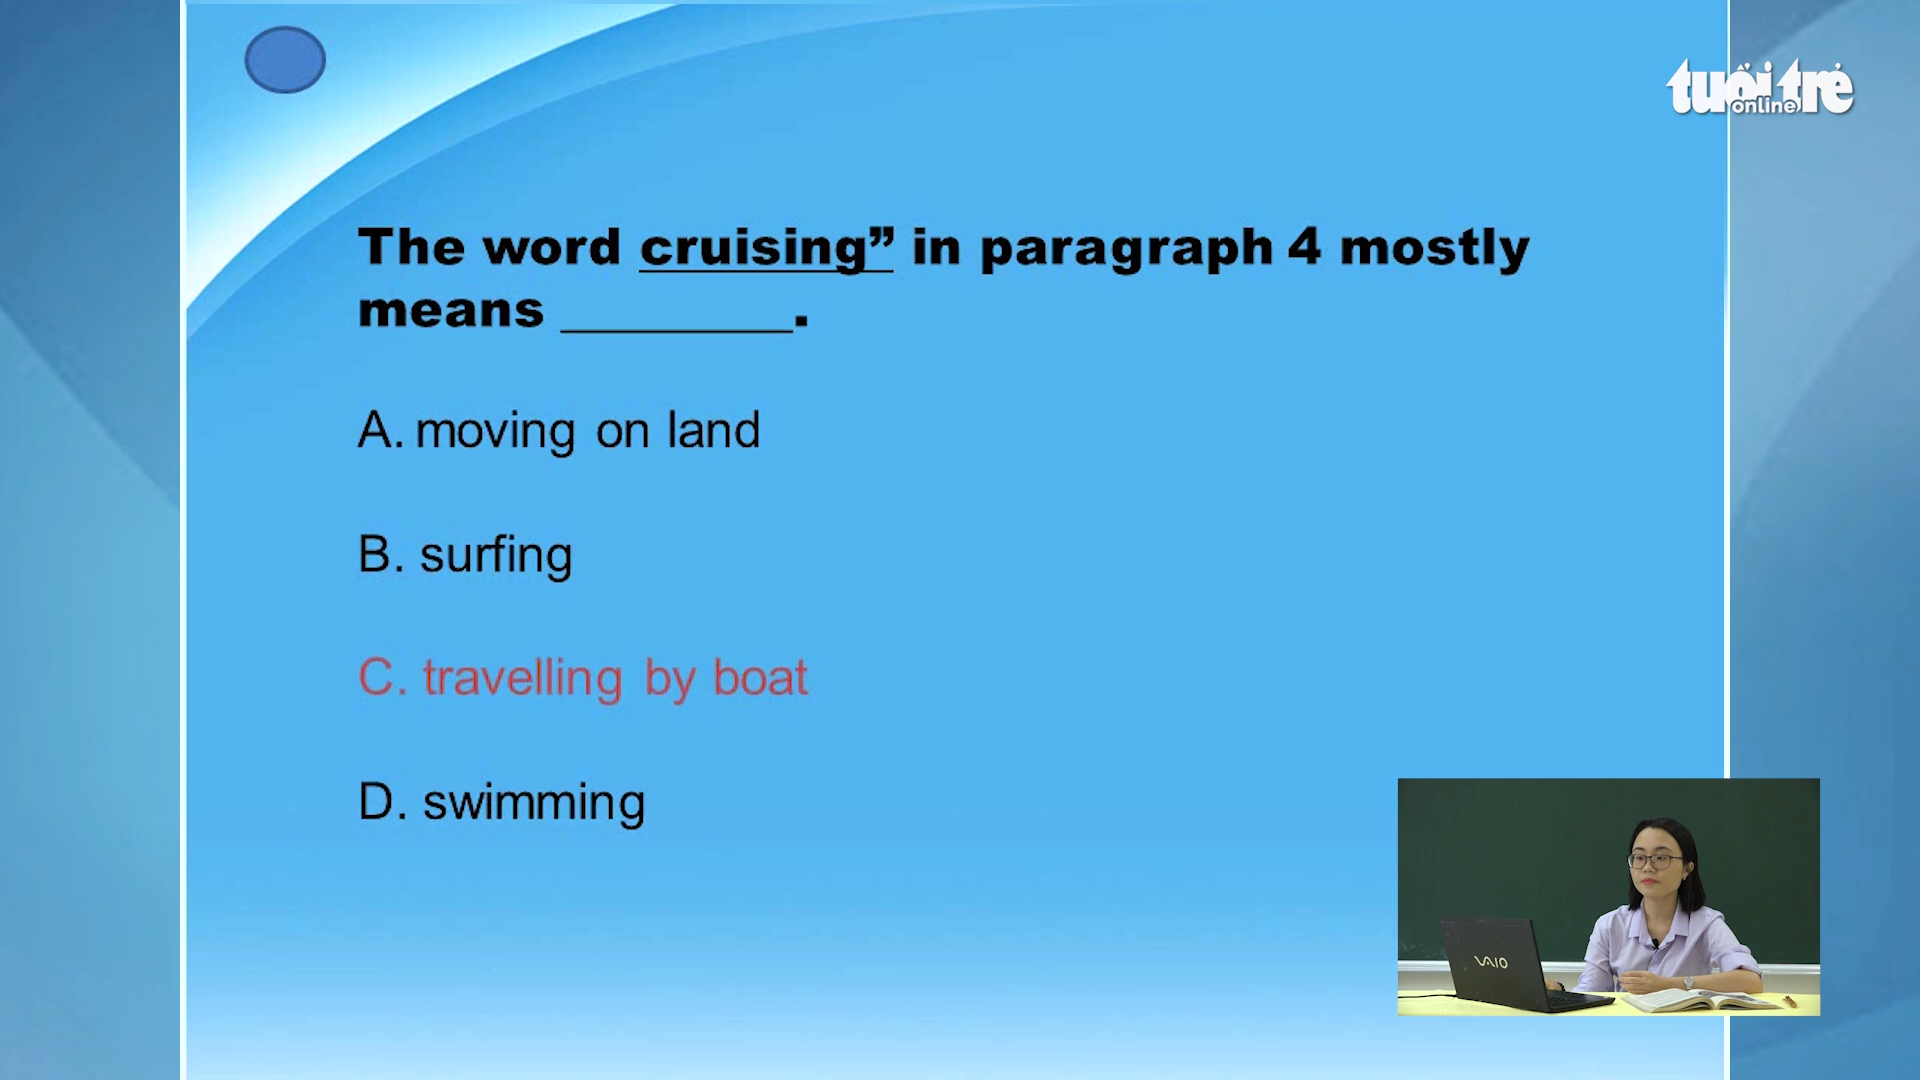 tuổi trẻ
online
The word cruising” in paragraph 4 mostly
means _________.
A. moving on land
B. surfing
C. travelling by boat
D. swimming
VAIO